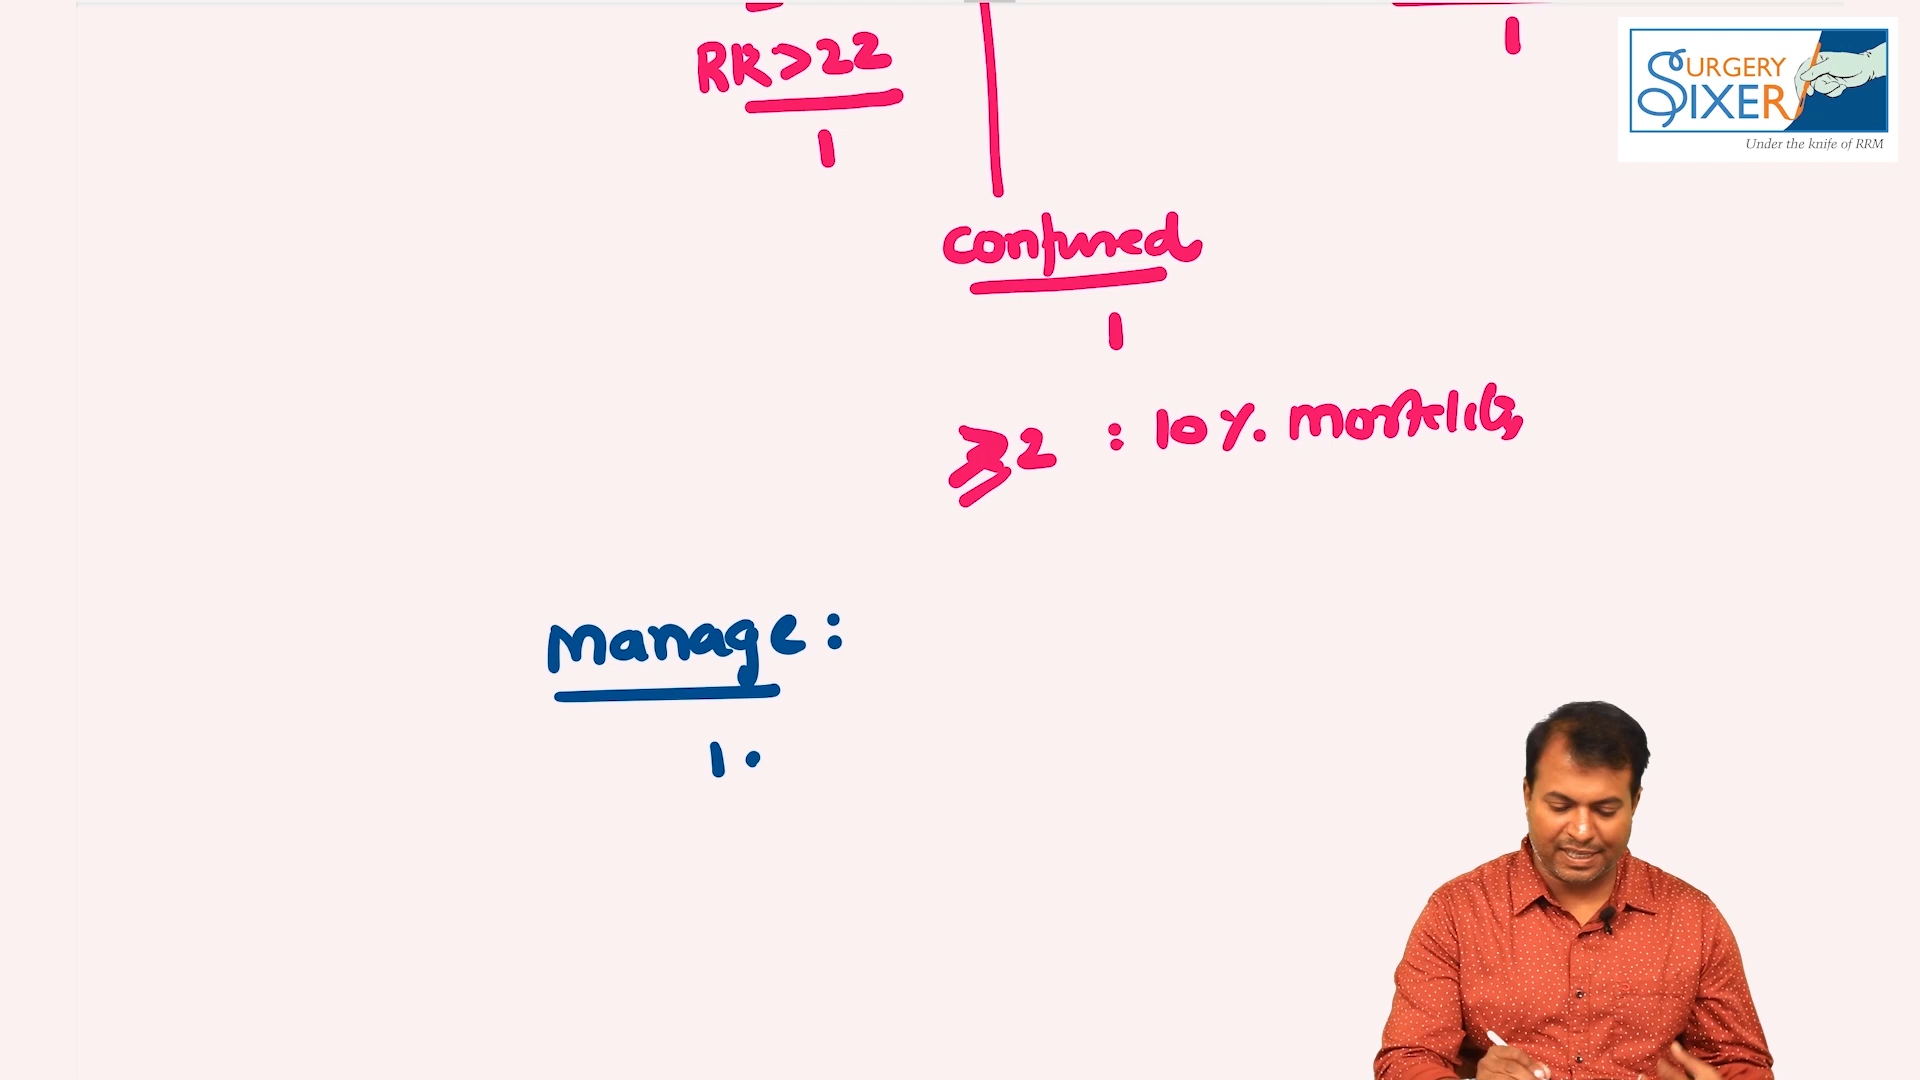 RR>22
1
1
SURGERY
SIXER
Under the knife of RRM
confused
1
≥2 : 10%. mortality
manage:
1.